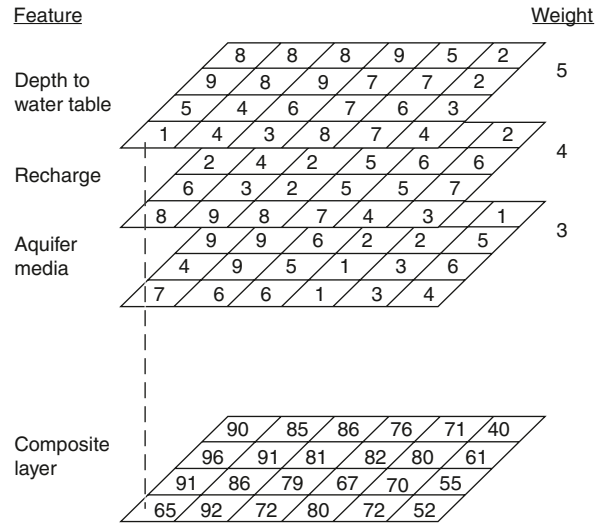 Feature Weight
8 8 8 9 5 2
9 8 9 7 7 2
5 4 6 7 6 3
1 4 3 8 7 4
Depth to
water table
5
2
2 4 2 5 6 6
6 3 2 5 5 7
8 9 8 7 4 3
Recharge
4
1
9 9 6 2 2 5
4 9 5 1 3 6
7 6 6 1 3 4
Aquifer
media
3
90 85 86 76 71 40
96 91 81 82 80 61
91 86 79 67 70 55
65 92 72 80 72 52
Composite
layer